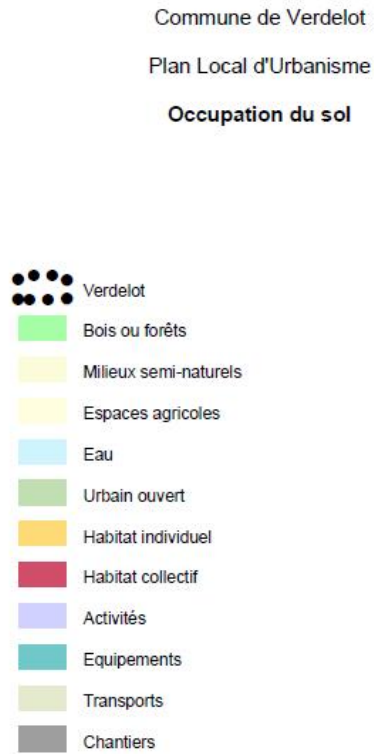 Commune de Verdelot
Plan Local d'Urbanisme
Occupation du sol
Verdelot
Bois ou forêts
Milieux semi-naturels
Espaces agricoles
Eau
Urbain ouvert
Habitat individuel
Habitat collectif
Activités
Equipements
Transports
Chantiers